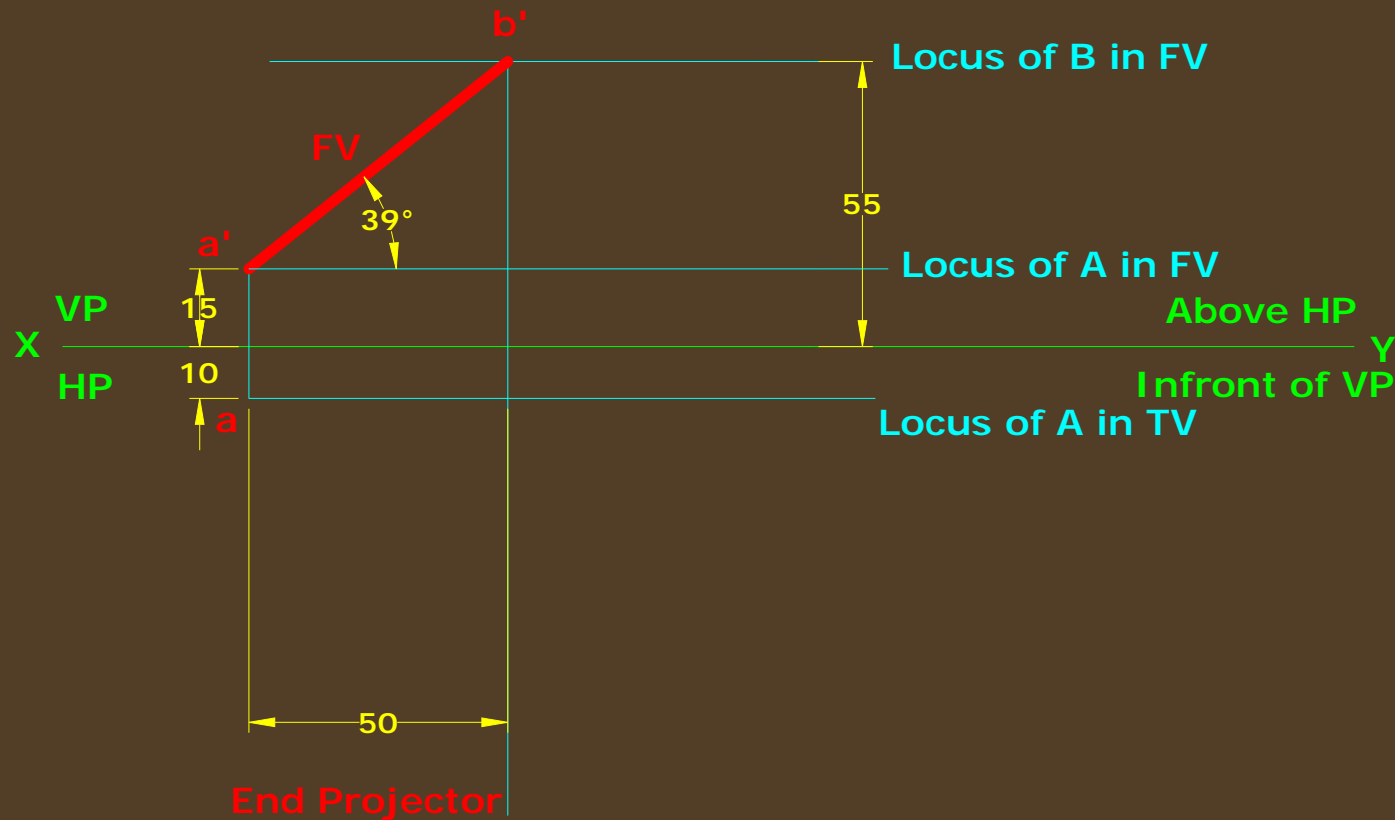 b'
Locus of B in FV
FV
39°
55
a'
Locus of A in FV
VP
15
Above HP
X
Y
10
HP
Infront of VP
a
Locus of A in TV
50
End Projector